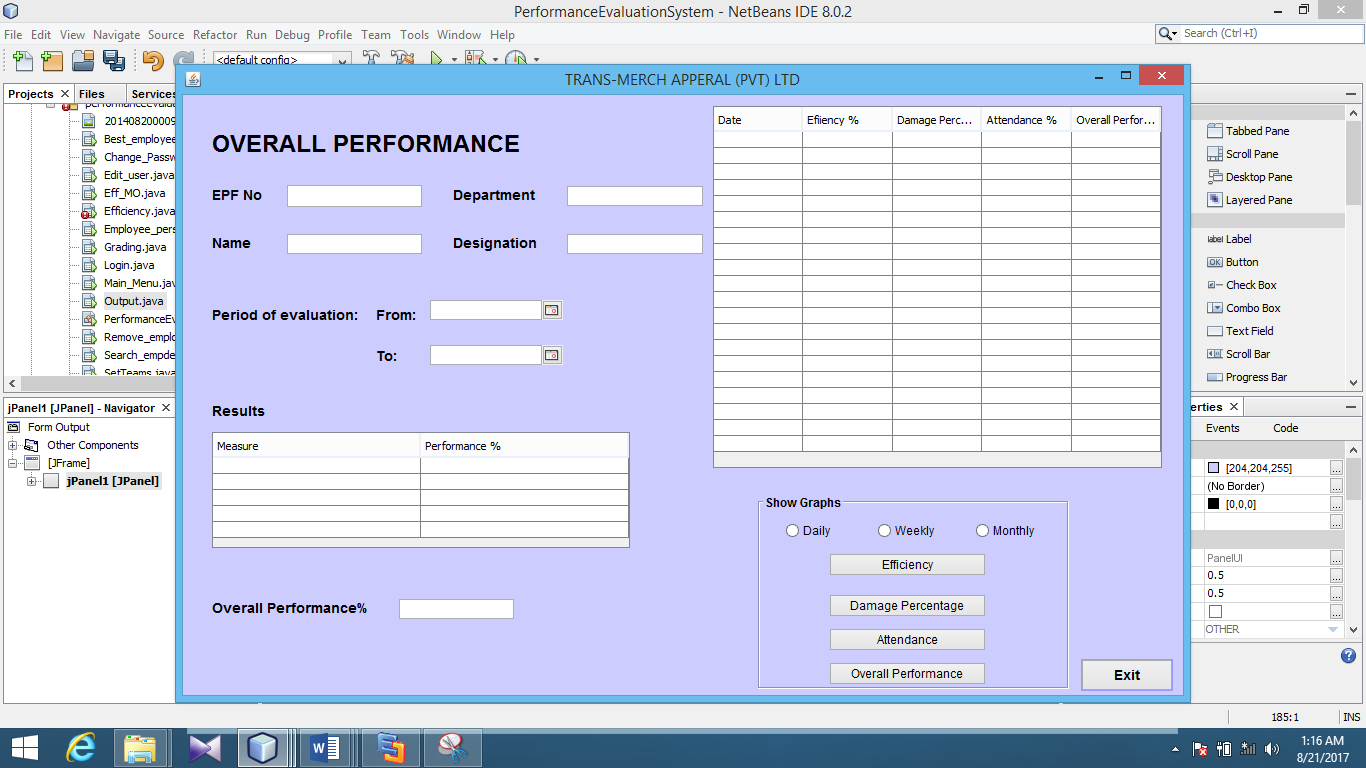 PerformanceEvaluationSystem - NetBeans IDE 8.0.2
File Edit View Navigate Source Refactor Run Debug Profile Team Tools Window Help
Search (Ctrl+I)
<default config>
TRANS-MERCH APPERAL (PVT) LTD
Projects Files Services
performanceevalua
201408200009
Best_employee
Change_Passw
Edit_user.java
Eff_MO.java
Efficiency.java
Employee_pers
Grading.java
Login.java
Main_Menu.jav
Output.java
PerformanceEv
Remove_emplo
Search_empde
SetTeams.java
jPanel1 [JPanel] - Navigator
Form Output
Other Components
[JFrame]
jPanel1 [JPanel]
OVERALL PERFORMANCE
EPF No Department
Name Designation
Period of evaluation: From:
To:
Results
Measure Performance %
Overall Performance%
Date Efiency % Damage Perc... Attendance % Overall Perfor...
Show Graphs
Daily Weekly Monthly
Efficiency
Damage Percentage
Attendance
Overall Performance
Exit
Tabbed Pane
Scroll Pane
Desktop Pane
Layered Pane
label Label
OK Button
Check Box
Combo Box
Text Field
Scroll Bar
Progress Bar
erties
Events Code
[204,204,255]
(No Border)
[0,0,0]
PanelUI
0.5
0.5
OTHER
185:1 INS
1:16 AM
8/21/2017